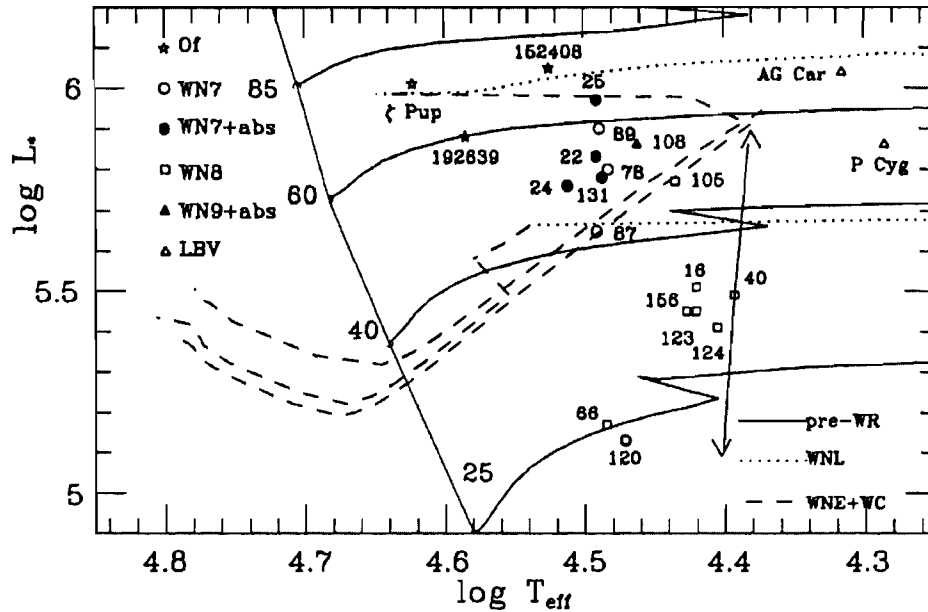 Of
WN7
WN7+abs
WN8
WN9+abs
LBV
152408
AG Car
85
ζ Pup
25
6
192639
89
108
22
78
P Cyg
60
24
131
105
log L*
67
5.5
16
40
156
40
123
124
66
pre-WR
120
WNL
25
5
WNE+WC
4.8
4.7
4.6
4.5
4.4
4.3
log Teff